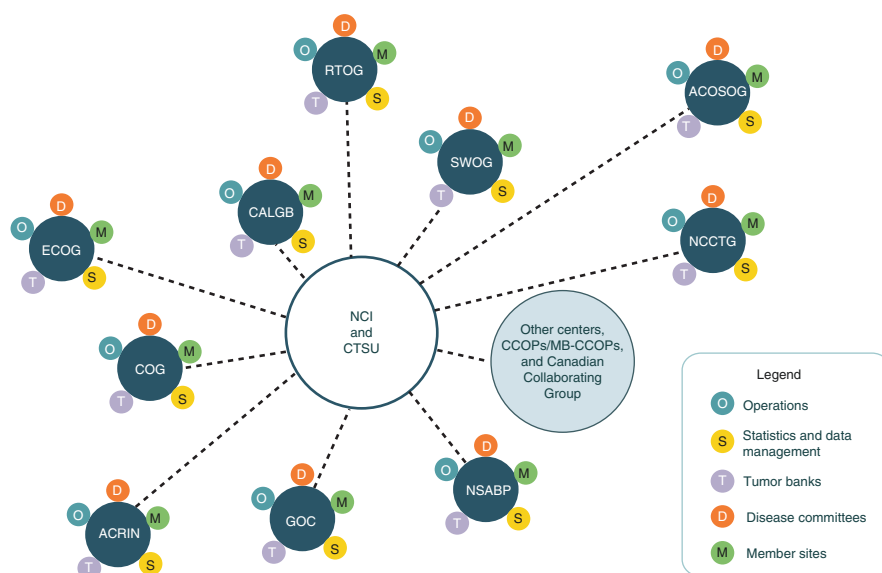 D
O
M
RTOG
T
S
D
O
M
ACOSOG
T
S
D
O
M
SWOG
T
S
D
O
M
CALGB
T
S
D
O
M
ECOG
T
S
D
O
M
NCCTG
T
S
NCI
and
CTSU
Other centers,
CCOPs/MB-CCOPs,
and Canadian
Collaborating
Group
D
O
M
COG
T
S
D
O
M
NSABP
T
S
D
O
M
GOC
T
S
D
O
M
ACRIN
T
S
Legend
O Operations
S Statistics and data
management
T Tumor banks
D Disease committees
M Member sites